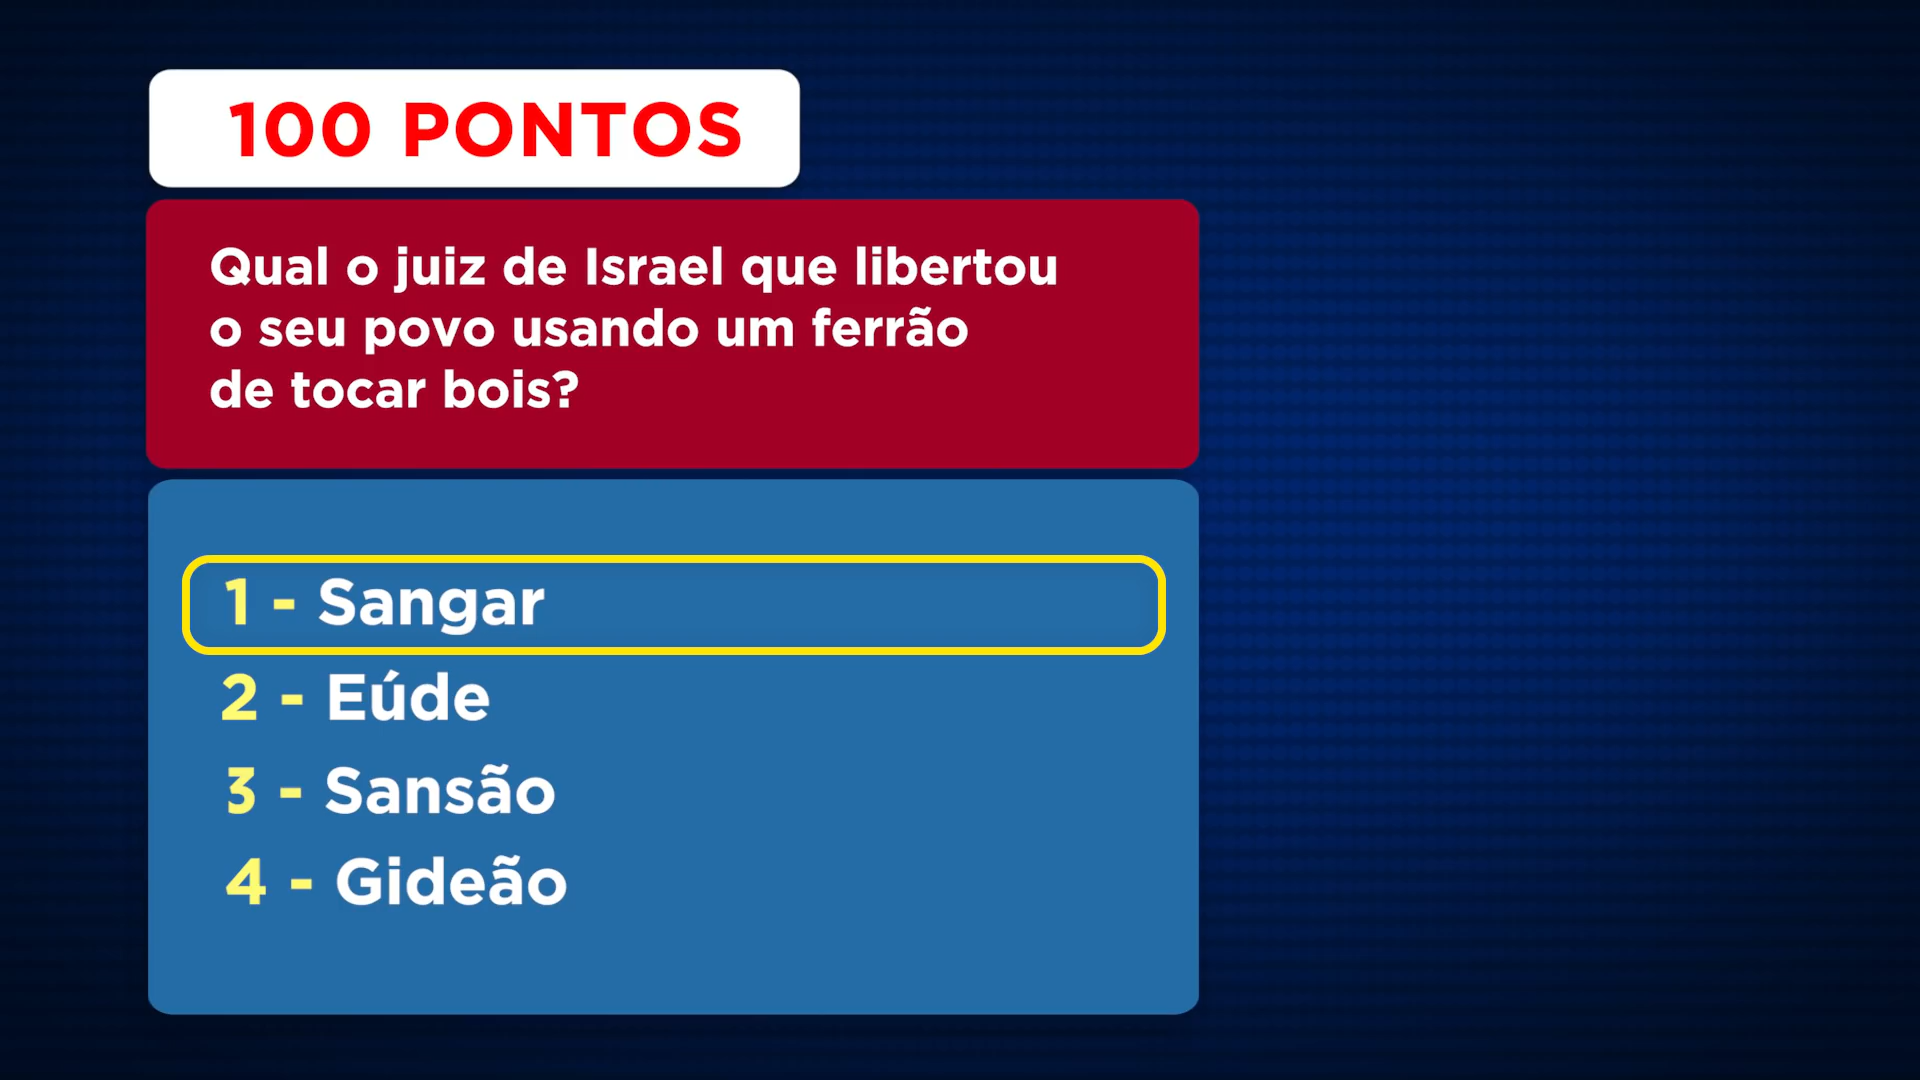 100 PONTOS
Qual o juiz de Israel que libertou
o seu povo usando um ferrão
de tocar bois?
1 - Sangar
2 - Eúde
3 - Sansão
4 - Gideão